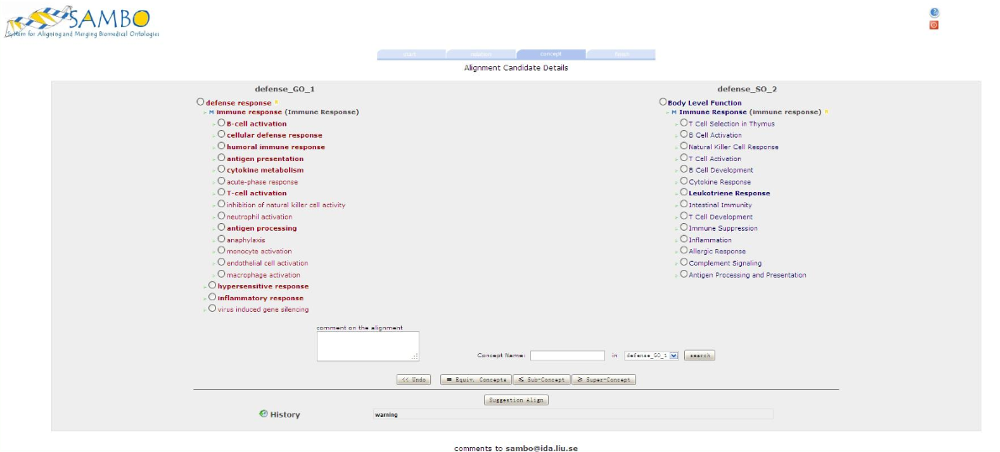 SAMBO
System for Aligning and Merging Biomedical Ontologies
start
relation
concept
finish
Alignment Candidate Details
defense_GO_1
defense response
M immune response (Immune Response)
B-cell activation
cellular defense response
humoral immune response
antigen presentation
cytokine metabolism
acute-phase response
T-cell activation
inhibition of natural killer cell activity
neutrophil activation
antigen processing
anaphylaxis
monocyte activation
endothelial cell activation
macrophage activation
hypersensitive response
inflammatory response
virus induced gene silencing
defense_SO_2
Body Level Function
M Immune Response (immune response)
T Cell Selection in Thymus
B Cell Activation
Natural Killer Cell Response
T Cell Activation
B Cell Development
Cytokine Response
Leukotriene Response
Intestinal Immunity
T Cell Development
Immune Suppression
Inflammation
Allergic Response
Complement Signaling
Antigen Processing and Presentation
comment on the alignment
Concept Name: in defense_GO_1 search
<< Undo = Equiv. Concepts ≤ Sub-Concept ≥ Super-Concept
Suggestion Align
History warning
comments to sambo@ida.liu.se